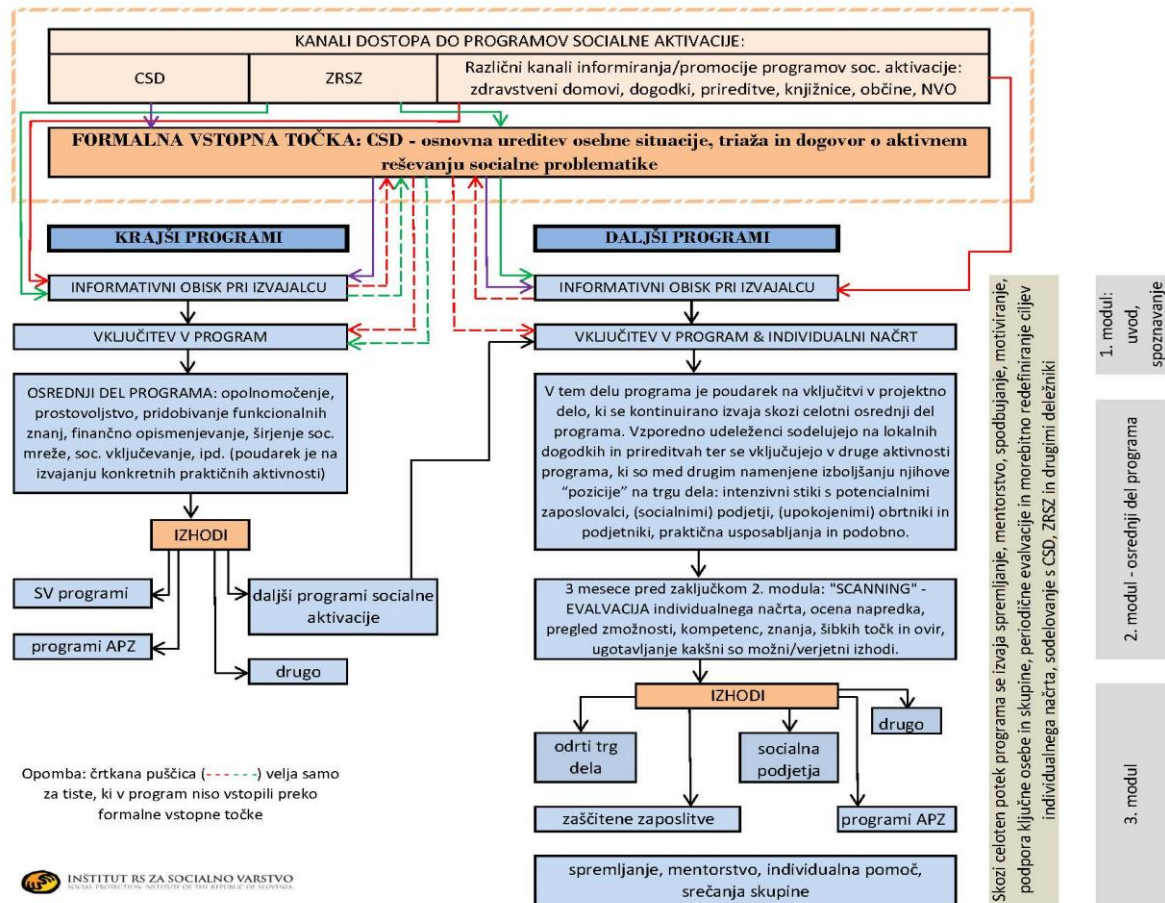 KANALI DOSTOPA DO PROGRAMOV SOCIALNE AKTIVACIJE:
CSD
ZRSZ
Različni kanali informiranja/promocije programov soc. aktivacije:
zdravstveni domovi, dogodki, prireditve, knjižnice, občine, NVO
FORMALNA VSTOPNA TOČKA: CSD - osnovna ureditev osebne situacije, triaža in dogovor o aktivnem
reševanju socialne problematike
KRAJŠI PROGRAMI
INFORMATIVNI OBISK PRI IZVAJALCU
VKLJUČITEV V PROGRAM
OSREDNJI DEL PROGRAMA: opolnomočenje,
prostovoljstvo, pridobivanje funkcionalnih
znanj, finančno opismenjevanje, širjenje soc.
mreže, soc. vključevanje, ipd. (poudarek je na
izvajanju konkretnih praktičnih aktivnosti)
IZHODI
SV programi
daljši programi socialne
aktivacije
programi APZ
drugo
Opomba: črtkana puščica (- - - - - - -) velja samo
za tiste, ki v program niso vstopili preko
formalne vstopne točke
INŠTITUT RS ZA SOCIALNO VARSTVO
SOCIAL PROTECTION INSTITUTE OF THE REPUBLIC OF SLOVENIA
DALJŠI PROGRAMI
INFORMATIVNI OBISK PRI IZVAJALCU
VKLJUČITEV V PROGRAM & INDIVIDUALNI NAČRT
V tem delu programa je poudarek na vključitvi v projektno
delo, ki se kontinuirano izvaja skozi celotni osrednji del
programa. Vzporedno udeleženci sodelujejo na lokalnih
dogodkih in prireditvah ter se vključujejo v druge aktivnosti
programa, ki so med drugim namenjene izboljšanju njihove
"pozicije" na trgu dela: intenzivni stiki s potencialnimi
zaposlovalci, (socialnimi) podjetji, (upokojenimi) obrtniki in
podjetniki, praktična usposabljanja in podobno.
3 mesece pred zaključkom 2. modula: "SCANNING" -
EVALVACIJA individualnega načrta, ocena napredka,
pregled zmožnosti, kompetenc, znanja, šibkih točk in ovir,
ugotavljanje kakšni so možni/verjetni izhodi.
IZHODI
drugo
odrti trg
dela
socialna
podjetja
zaščitene zaposlitve
programi APZ
spremljanje, mentorstvo, individualna pomoč,
srečanja skupine
Skozi celoten potek programa se izvaja spremljanje, mentorstvo, spodbujanje, motiviranje,
podpora ključne osebe in skupine, periodične evalvacije in morebitno redefiniranje ciljev
individualnega načrta, sodelovanje s CSD, ZRSZ in drugimi deležniki
1. modul:
uvod,
spoznavanje
2. modul - osrednji del programa
3. modul